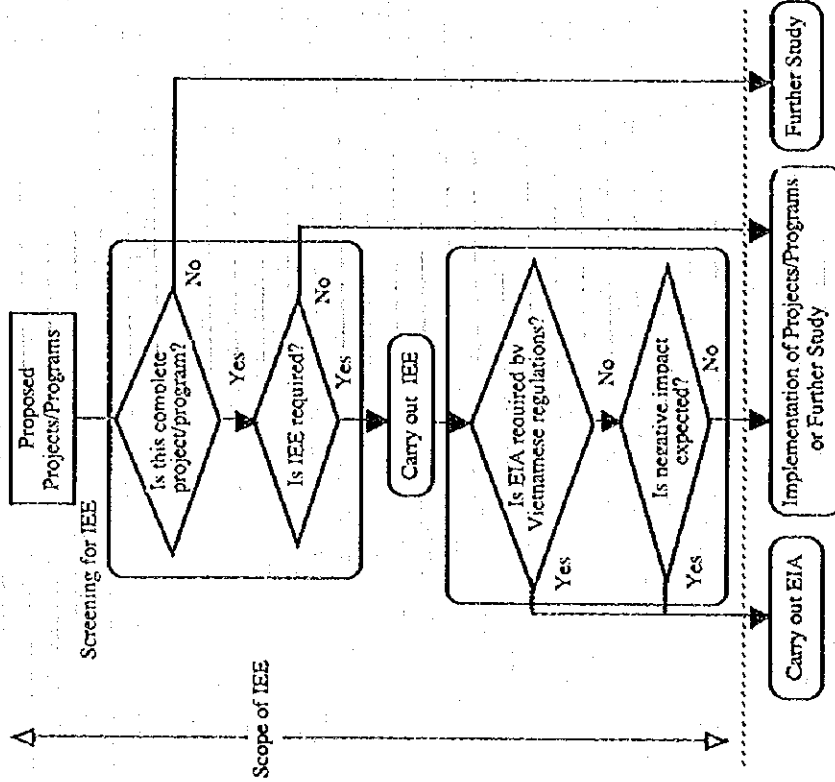 Proposed
Projects/Programs
Screening for IEE
Is this complete
project/program?
No
Yes
Is IEE required?
No
Yes
Carry out IEE
Scope of IEE
Is EIA required by
Vietnamese regulations?
Yes
No
Is negative impact
expected?
Yes
No
Carry out EIA
Implementation of Projects/Programs
or Further Study
Further Study